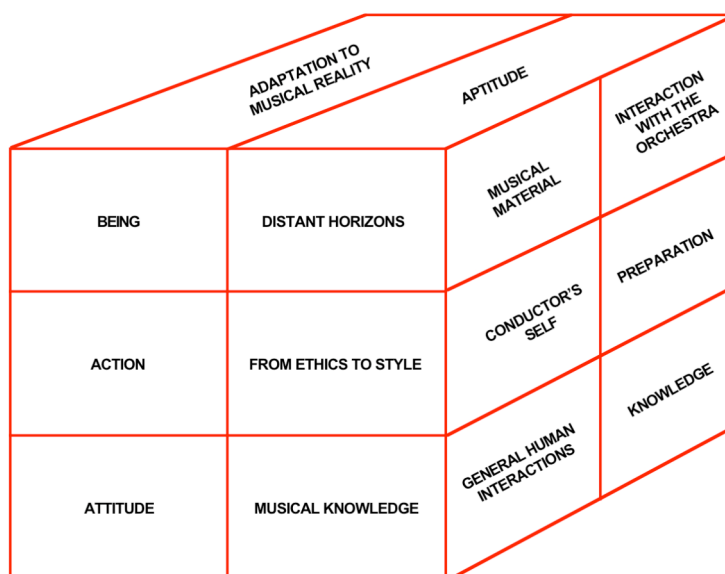 ADAPTATION TO
MUSICAL REALITY
APTITUDE
INTERACTION
WITH THE
ORCHESTRA
MUSICAL
MATERIAL
BEING
DISTANT HORIZONS
PREPARATION
CONDUCTOR'S
SELF
ACTION
FROM ETHICS TO STYLE
KNOWLEDGE
GENERAL HUMAN
INTERACTIONS
ATTITUDE
MUSICAL KNOWLEDGE